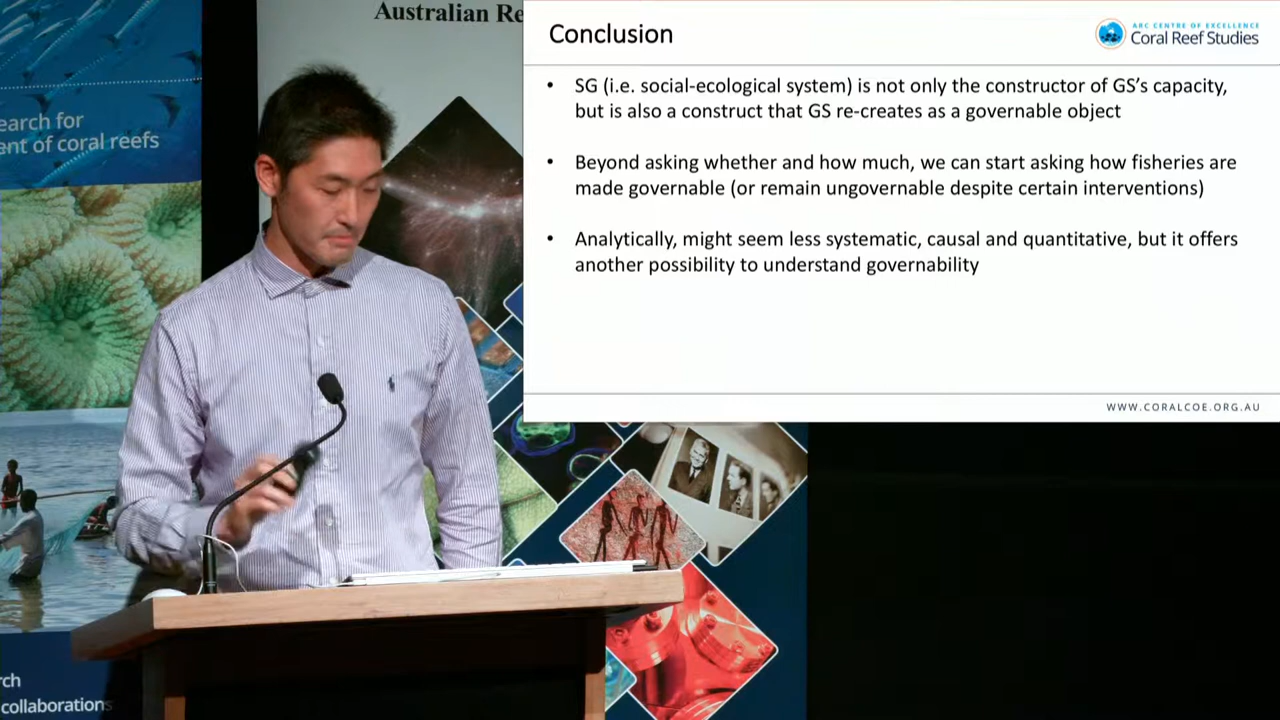 Australian Re
earch for
ent of coral reefs
rch
collaborations
Conclusion
ARC CENTRE OF EXCELLENCE
Coral Reef Studies
• SG (i.e. social-ecological system) is not only the constructor of GS’s capacity,
but is also a construct that GS re-creates as a governable object
• Beyond asking whether and how much, we can start asking how fisheries are
made governable (or remain ungovernable despite certain interventions)
• Analytically, might seem less systematic, causal and quantitative, but it offers
another possibility to understand governability
WWW.CORALCOE.ORG.AU